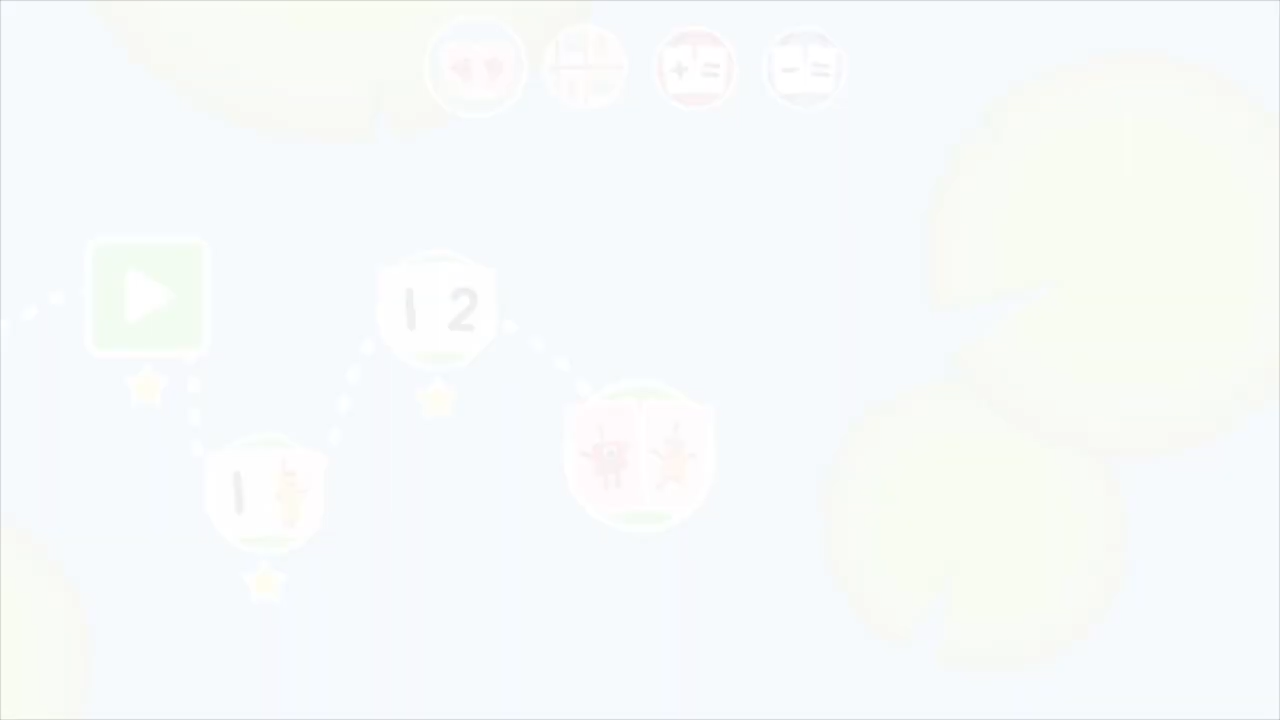 + =
- =
1 2
1